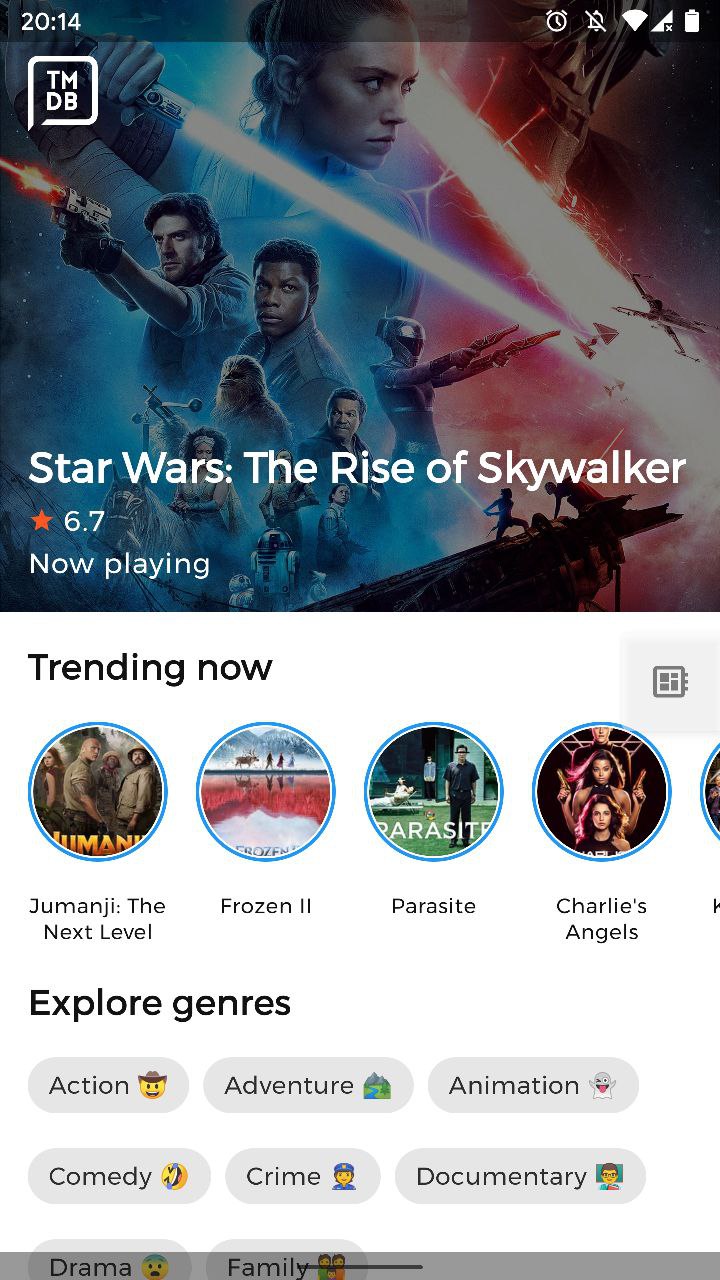 20:14
TM
DB
Star Wars: The Rise of Skywalker
6.7
Now playing
Trending now
JUMANJI
FROZEN II
PARASITE
Jumanji: The
Next Level
Frozen II
Parasite
Charlie's
Angels
Explore genres
Action 🤠
Adventure 🏞️
Animation 👻
Comedy 🤣
Crime 👮
Documentary 👨‍🏫
Drama 😨
Family 👪